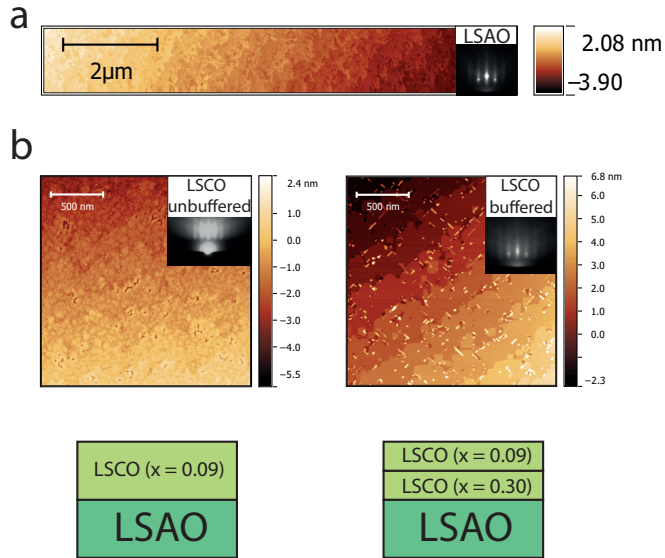 a
LSAO
2µm
2.08 nm
−3.90
b
LSCO
unbuffered
500 nm
2.4 nm
1.0
0.0
−1.0
−2.0
−3.0
−4.0
−5.5
LSCO
buffered
500 nm
6.8 nm
6.0
5.0
4.0
3.0
2.0
1.0
0.0
−2.3
LSCO (x = 0.09)
LSAO
LSCO (x = 0.09)
LSCO (x = 0.30)
LSAO